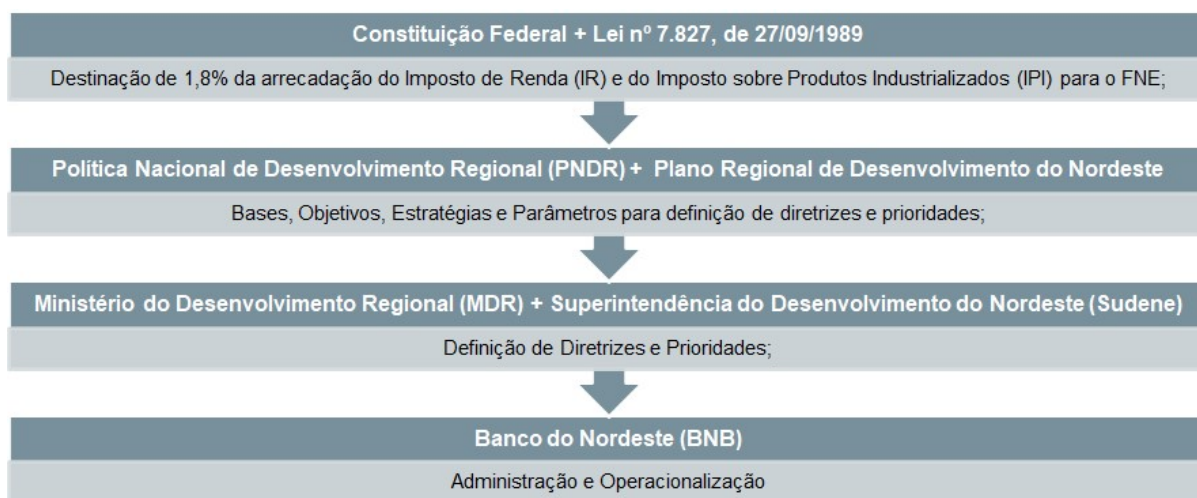 Constituição Federal + Lei nº 7.827, de 27/09/1989
Destinação de 1,8% da arrecadação do Imposto de Renda (IR) e do Imposto sobre Produtos Industrializados (IPI) para o FNE;
Política Nacional de Desenvolvimento Regional (PNDR) + Plano Regional de Desenvolvimento do Nordeste
Bases, Objetivos, Estratégias e Parâmetros para definição de diretrizes e prioridades;
Ministério do Desenvolvimento Regional (MDR) + Superintendência do Desenvolvimento do Nordeste (Sudene)
Definição de Diretrizes e Prioridades;
Banco do Nordeste (BNB)
Administração e Operacionalização